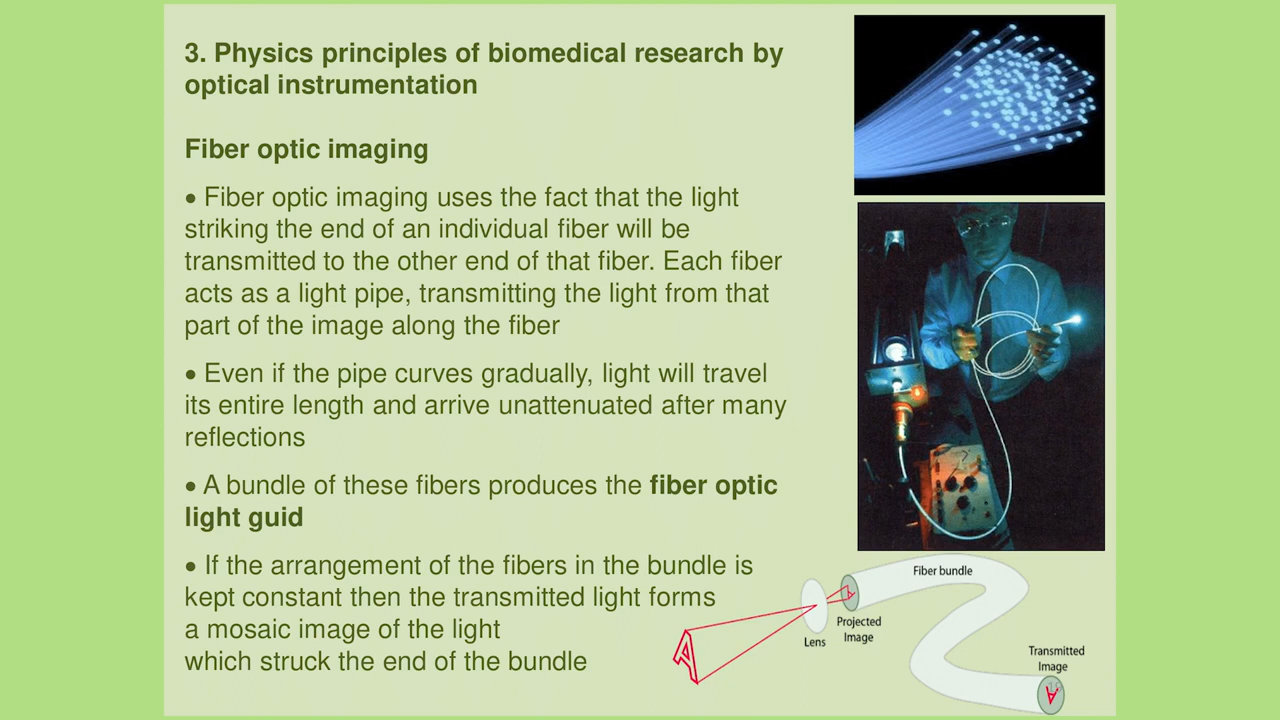 3. Physics principles of biomedical research by
optical instrumentation
Fiber optic imaging
• Fiber optic imaging uses the fact that the light
striking the end of an individual fiber will be
transmitted to the other end of that fiber. Each fiber
acts as a light pipe, transmitting the light from that
part of the image along the fiber
• Even if the pipe curves gradually, light will travel
its entire length and arrive unattenuated after many
reflections
• A bundle of these fibers produces the fiber optic
light guid
• If the arrangement of the fibers in the bundle is
kept constant then the transmitted light forms
a mosaic image of the light
which struck the end of the bundle
Fiber bundle
Lens
Projected
Image
Transmitted
Image
A
A
A